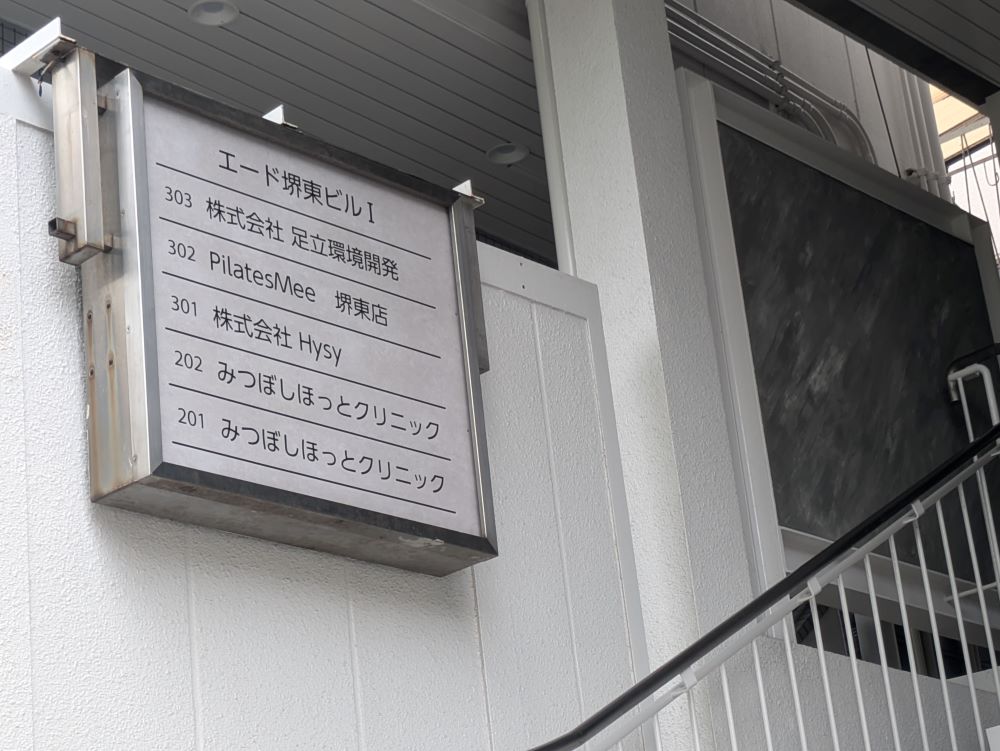 エード堺東ビルⅠ
303 株式会社 足立環境開発
302 PilatesMee 堺東店
301 株式会社 Hysy
202 みつぼしほっとクリニック
201 みつぼしほっとクリニック